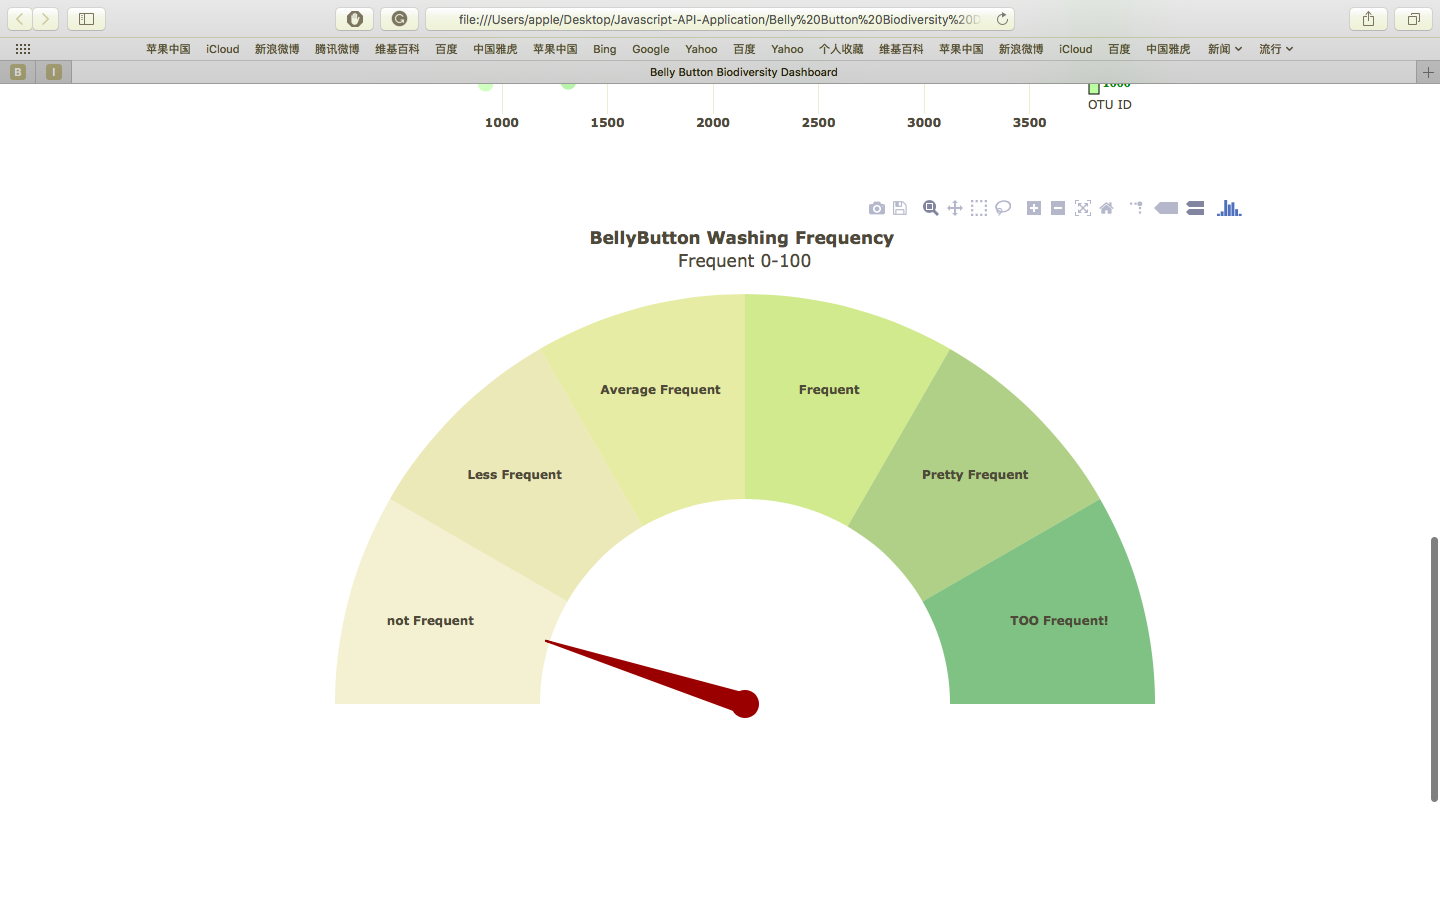 file:///Users/apple/Desktop/Javascript-API-Application/Belly%20Button%20Biodiversity%20D
苹果中国 iCloud 新浪微博 腾讯微博 维基百科 百度 中国雅虎 苹果中国 Bing Google Yahoo 百度 Yahoo 个人收藏 维基百科 苹果中国 新浪微博 iCloud 百度 中国雅虎 新闻 流行
B I Belly Button Biodiversity Dashboard
1000
OTU ID
1000 1500 2000 2500 3000 3500
BellyButton Washing Frequency
Frequent 0-100
Average Frequent Frequent
Less Frequent Pretty Frequent
not Frequent TOO Frequent!